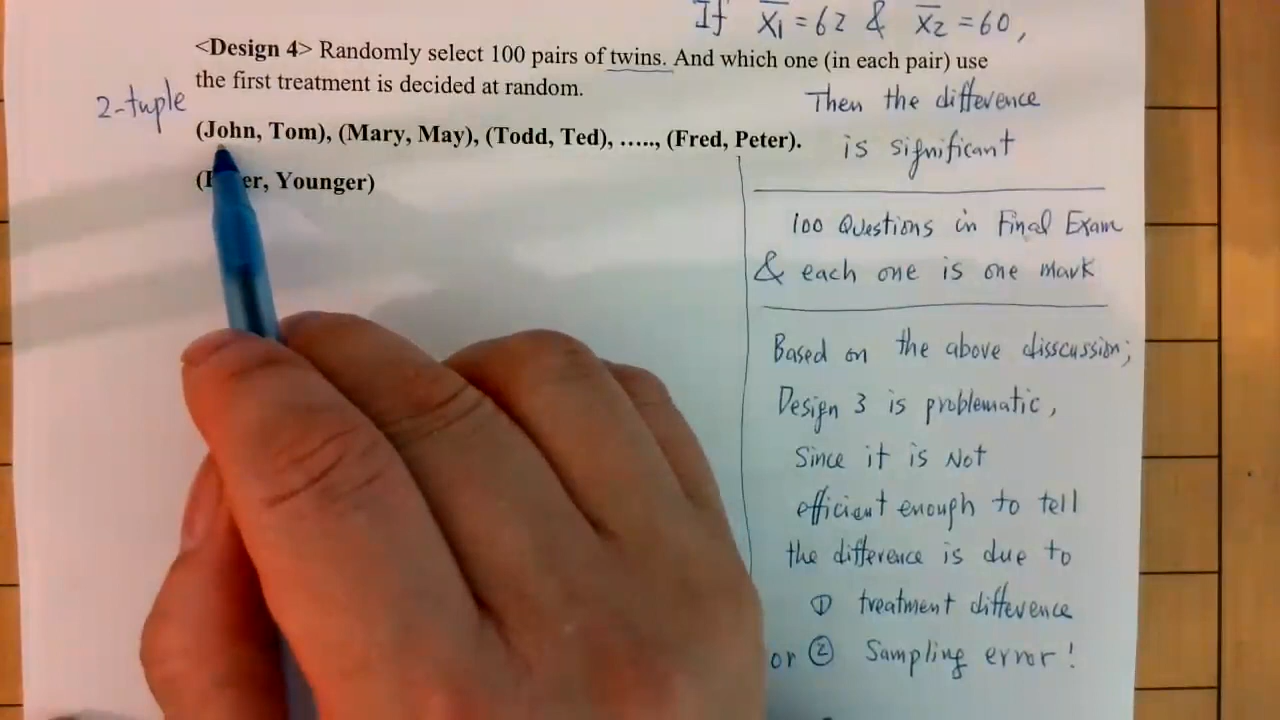 If x̄1 = 62 & x̄2 = 60,
<Design 4> Randomly select 100 pairs of twins. And which one (in each pair) use
the first treatment is decided at random.
2-tuple
(John, Tom), (Mary, May), (Todd, Ted), ….., (Fred, Peter).
Younger)
Then the difference
is significant
100 Questions in Final Exam
& each one is one mark
Based on the above disscussion;
Design 3 is problematic,
Since it is Not
efficient enough to tell
the difference is due to
① treatment difference
or ② Sampling error!